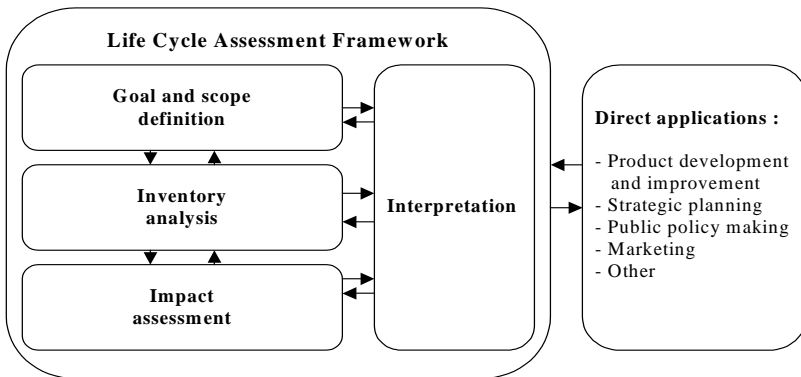 Life Cycle Assessment Framework
Goal and scope
definition
Inventory
analysis
Impact
assessment
Interpretation
Direct applications :
- Product development
and improvement
- Strategic planning
- Public policy making
- Marketing
- Other